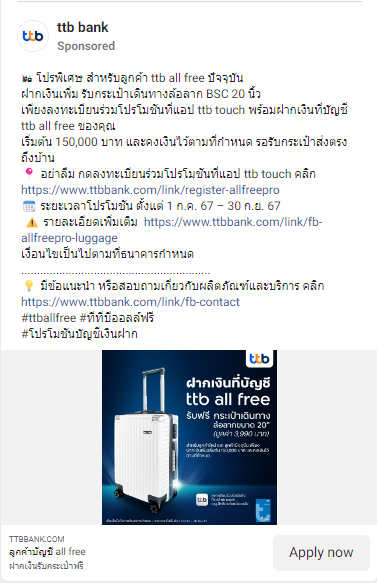 ttb bank
Sponsored
ttb
🧳 โปรพิเศษ สำหรับลูกค้า ttb all free ปัจจุบัน
ฝากเงินเพิ่ม รับกระเป๋าเดินทางล้อลาก BSC 20 นิ้ว
เพียงลงทะเบียนร่วมโปรโมชันที่แอป ttb touch พร้อมฝากเงินที่บัญชี
ttb all free ของคุณ
เริ่มต้น 150,000 บาท และคงเงินไว้ตามที่กำหนด รอรับกระเป๋าส่งตรง
ถึงบ้าน
📍 อย่าลืม กดลงทะเบียนร่วมโปรโมชันที่แอป ttb touch คลิก
https://www.ttbbank.com/link/register-allfreepro
🗓️ ระยะเวลาโปรโมชัน ตั้งแต่ 1 ก.ค. 67 – 30 ก.ย. 67
⚠️ รายละเอียดเพิ่มเติม https://www.ttbbank.com/link/fb-
allfreepro-luggage
เงื่อนไขเป็นไปตามที่ธนาคารกำหนด
............................................................
💡 มีข้อแนะนำ หรือสอบถามเกี่ยวกับผลิตภัณฑ์และบริการ คลิก
https://www.ttbbank.com/link/fb-contact
#ttballfree #ทีทีบีออลล์ฟรี
#โปรโมชันบัญชีเงินฝาก
ttb
ฝากเงินที่บัญชี
ttb all free
รับฟรี กระเป๋าเดินทาง
ล้อลากขนาด 20"
(มูลค่า 3,990 บาท)
ttb
TTBBANK.COM
ลูกค้าบัญชี all free
ฝากเงินรับกระเป๋าฟรี
Apply now